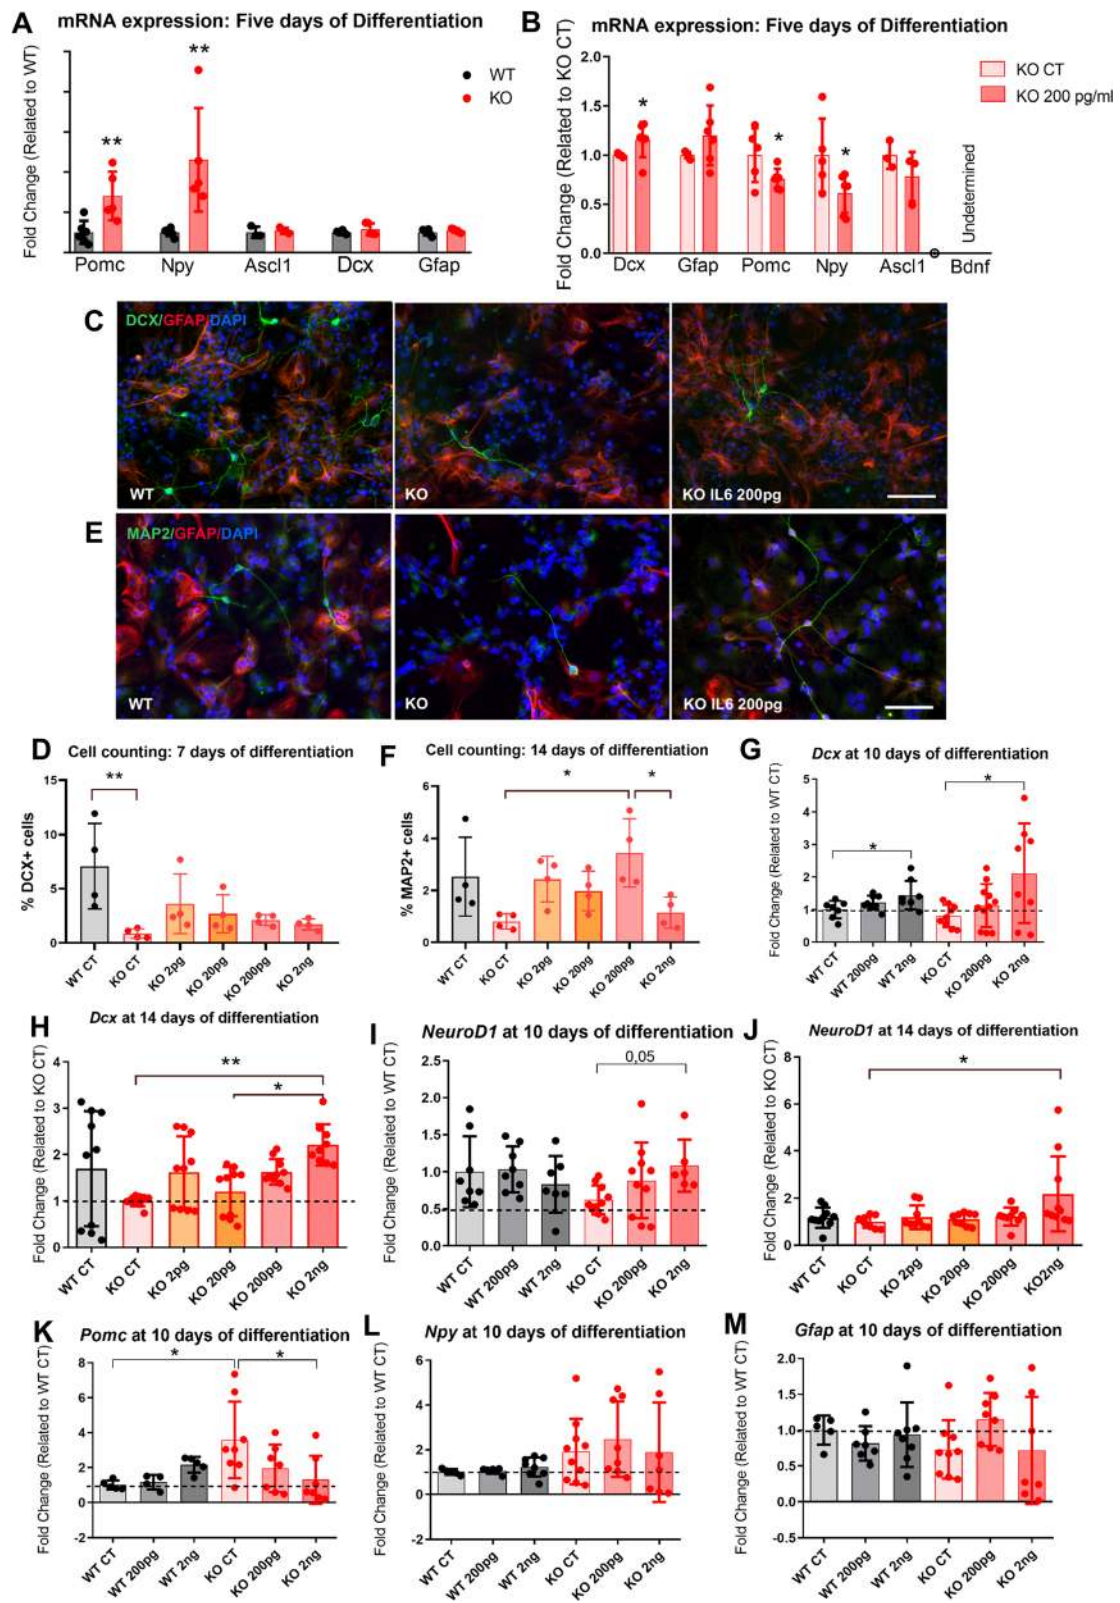 A
mRNA expression: Five days of Differentiation
Fold Change (Related to WT)
**
**
WT
KO
Pomc
Npy
Ascl1
Dcx
Gfap
B
mRNA expression: Five days of Differentiation
Fold Change (Related to KO CT)
2.0
1.5
1.0
0.5
0.0
*
*
*
KO CT
KO 200 pg/ml
Undetermined
Dcx
Gfap
Pomc
Npy
Ascl1
Bdnf
C
DCX/GFAP/DAPI
WT
KO
KO IL6 200pg
E
MAP2/GFAP/DAPI
WT
KO
KO IL6 200pg
D
Cell counting: 7 days of differentiation
% DCX+ cells
15
10
5
0
**
WT CT
KO CT
KO 2pg
KO 20pg
KO 200pg
KO 2ng
F
Cell counting: 14 days of differentiation
% MAP2+ cells
6
4
2
0
*
*
WT CT
KO CT
KO 2pg
KO 20pg
KO 200pg
KO 2ng
G
Dcx at 10 days of differentiation
Fold Change (Related to WT CT)
5
4
3
2
1
0
*
*
WT CT
WT 200pg
WT 2ng
KO CT
KO 200pg
KO 2ng
H
Dcx at 14 days of differentiation
Fold Change (Related to KO CT)
4
3
2
1
0
**
*
WT CT
KO CT
KO 2pg
KO 20pg
KO 200pg
KO 2ng
I
NeuroD1 at 10 days of differentiation
Fold Change (Related to WT CT)
2.5
2.0
1.5
1.0
0.5
0.0
0,05
WT CT
WT 200pg
WT 2ng
KO CT
KO 200pg
KO 2ng
J
NeuroD1 at 14 days of differentiation
Fold Change (Related to KO CT)
8
6
4
2
0
*
WT CT
KO CT
KO 2pg
KO 20pg
KO 200pg
KO2ng
K
Pomc at 10 days of differentiation
Fold Change (Related to WT CT)
8
6
4
2
0
-2
*
*
WT CT
WT 200pg
WT 2ng
KO CT
KO 200pg
KO 2ng
L
Npy at 10 days of differentiation
Fold Change (Related to WT CT)
6
4
2
0
-2
WT CT
WT 200pg
WT 2ng
KO CT
KO 200pg
KO 2ng
M
Gfap at 10 days of differentiation
Fold Change (Related to WT CT)
2.0
1.5
1.0
0.5
0.0
-0.5
WT CT
WT 200pg
WT 2ng
KO CT
KO 200pg
KO 2ng